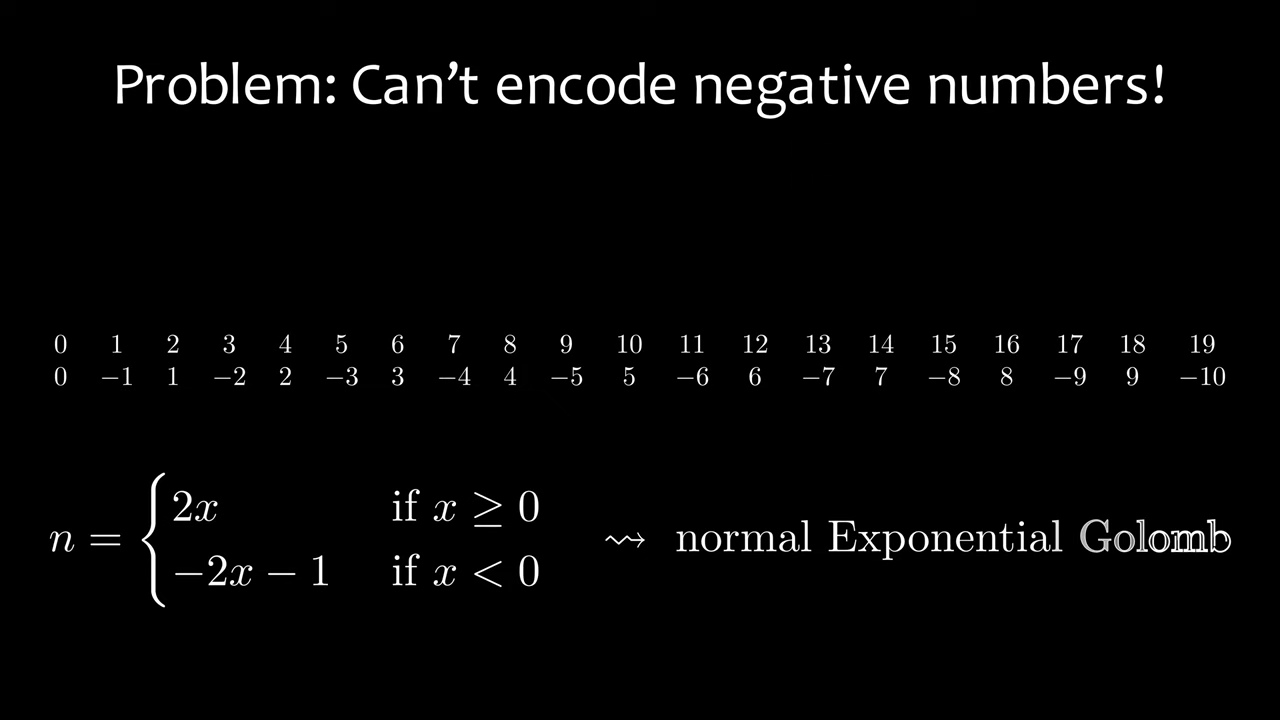 Problem: Can’t encode negative numbers!
0 1 2 3 4 5 6 7 8 9 10 11 12 13 14 15 16 17 18 19
0 −1 1 −2 2 −3 3 −4 4 −5 5 −6 6 −7 7 −8 8 −9 9 −10
n = { 2x if x ≥ 0
−2x − 1 if x < 0
⇝ normal Exponential Golomb